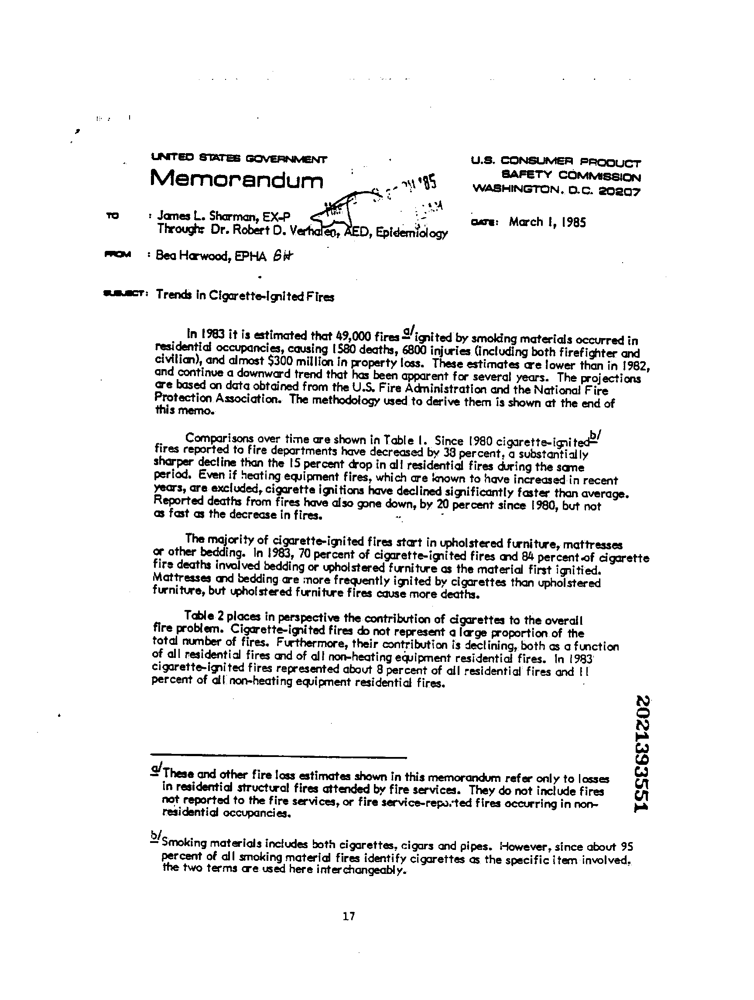 UNITED STATES GOVERNMENT
Memorandum
U.S. CONSUMER PRODUCT
SAFETY COMMISSION
WASHINGTON, D.C. 20207
'85
TO : James L. Sharman, EX-P
Through: Dr. Robert D. Verhalen, AED, Epidemiology
DATE: March 1, 1985
FROM : Bea Harwood, EPHA BH
SUBJECT: Trends in Cigarette-Ignited Fires
In 1983 it is estimated that 49,000 fires a/ ignited by smoking materials occurred in
residential occupancies, causing 1580 deaths, 6800 injuries (including both firefighter and
civilian), and almost $300 million in property loss. These estimates are lower than in 1982,
and continue a downward trend that has been apparent for several years. The projections
are based on data obtained from the U.S. Fire Administration and the National Fire
Protection Association. The methodology used to derive them is shown at the end of
this memo.
Comparisons over time are shown in Table 1. Since 1980 cigarette-ignited b/
fires reported to fire departments have decreased by 38 percent, a substantially
sharper decline than the 15 percent drop in all residential fires during the same
period. Even if heating equipment fires, which are known to have increased in recent
years, are excluded, cigarette ignitions have declined significantly faster than average.
Reported deaths from fires have also gone down, by 20 percent since 1980, but not
as fast as the decrease in fires.
The majority of cigarette-ignited fires start in upholstered furniture, mattresses
or other bedding. In 1983, 70 percent of cigarette-ignited fires and 84 percent of cigarette
fire deaths involved bedding or upholstered furniture as the material first ignitied.
Mattresses and bedding are more frequently ignited by cigarettes than upholstered
furniture, but upholstered furniture fires cause more deaths.
Table 2 places in perspective the contribution of cigarettes to the overall
fire problem. Cigarette-ignited fires do not represent a large proportion of the
total number of fires. Furthermore, their contribution is declining, both as a function
of all residential fires and of all non-heating equipment residential fires. In 1983
cigarette-ignited fires represented about 8 percent of all residential fires and 11
percent of all non-heating equipment residential fires.
a/ These and other fire loss estimates shown in this memorandum refer only to losses
in residential structural fires attended by fire services. They do not include fires
not reported to the fire services, or fire service-reported fires occurring in non-
residential occupancies.
b/ Smoking materials includes both cigarettes, cigars and pipes. However, since about 95
percent of all smoking material fires identify cigarettes as the specific item involved,
the two terms are used here interchangeably.
2021393551
17